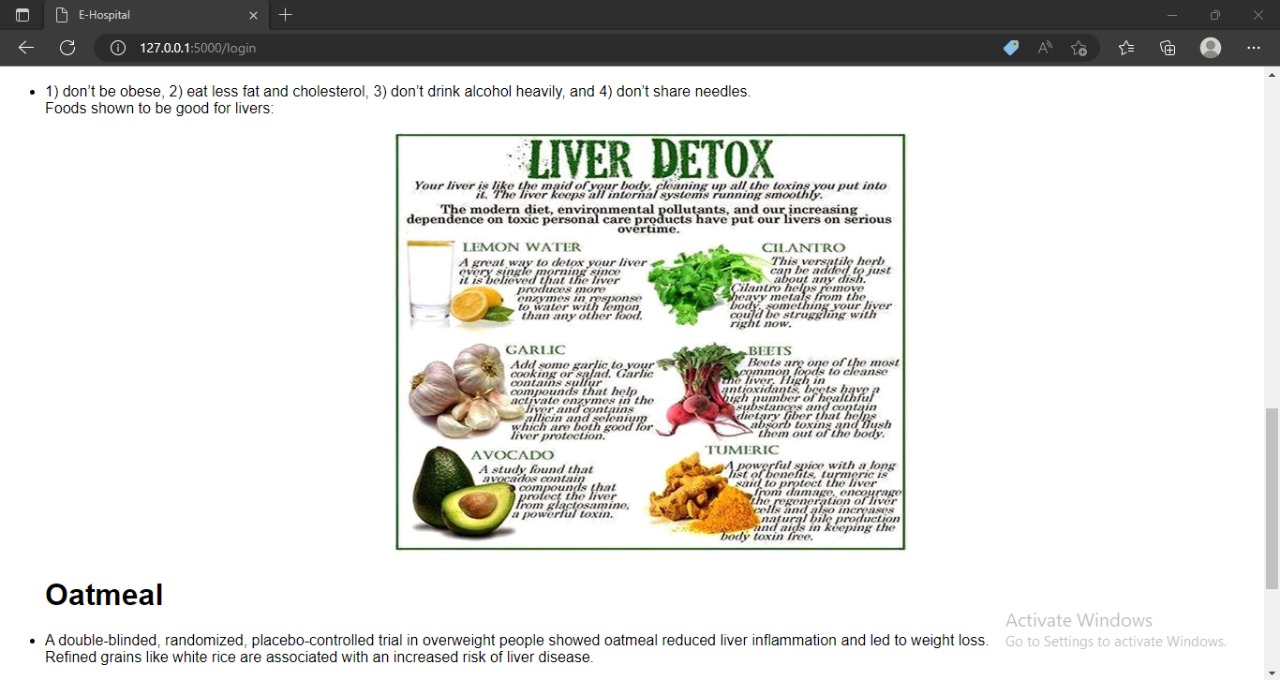 E-Hospital
127.0.0.1:5000/login
1) don't be obese, 2) eat less fat and cholesterol, 3) don't drink alcohol heavily, and 4) don't share needles.
Foods shown to be good for livers:
LIVER DETOX
Your liver is like the maid of your body, cleaning up all the toxins you put into
it. The liver keeps all internal systems running smoothly.
The modern diet, environmental pollutants, and our increasing
dependence on toxic personal care products have put our livers on serious
overtime.
LEMON WATER
A great way to detox your liver
every single morning since
it is believed that the liver
produces more
enzymes in response
to water with lemon
than any other food.
CILANTRO
This versatile herb
can be added to just
about any dish.
Cilantro helps remove
heavy metals from the
body, something your liver
could be struggling with
right now.
GARLIC
Add some garlic to your
cooking or salad. Garlic
contains sulfur
compounds that help
activate enzymes in the
liver and contains
allicin and selenium
which are both good for
liver protection.
BEETS
Beets are one of the most
common foods to cleanse
the liver. High in
antioxidants, beets have a
high number of healthful
substances and contain
dietary fiber that helps
absorb toxins and flush
them out of the body.
AVOCADO
A study found that
avocados contain
compounds that
protect the liver
from glactosamine,
a powerful toxin.
TUMERIC
A powerful spice with a long
list of benefits, turmeric is
said to protect the liver
from damage, encourage
the regeneration of liver
cells and also increases
natural bile production
and aids in keeping the
body toxin free.
Oatmeal
A double-blinded, randomized, placebo-controlled trial in overweight people showed oatmeal reduced liver inflammation and led to weight loss.
Refined grains like white rice are associated with an increased risk of liver disease.
Activate Windows
Go to Settings to activate Windows.